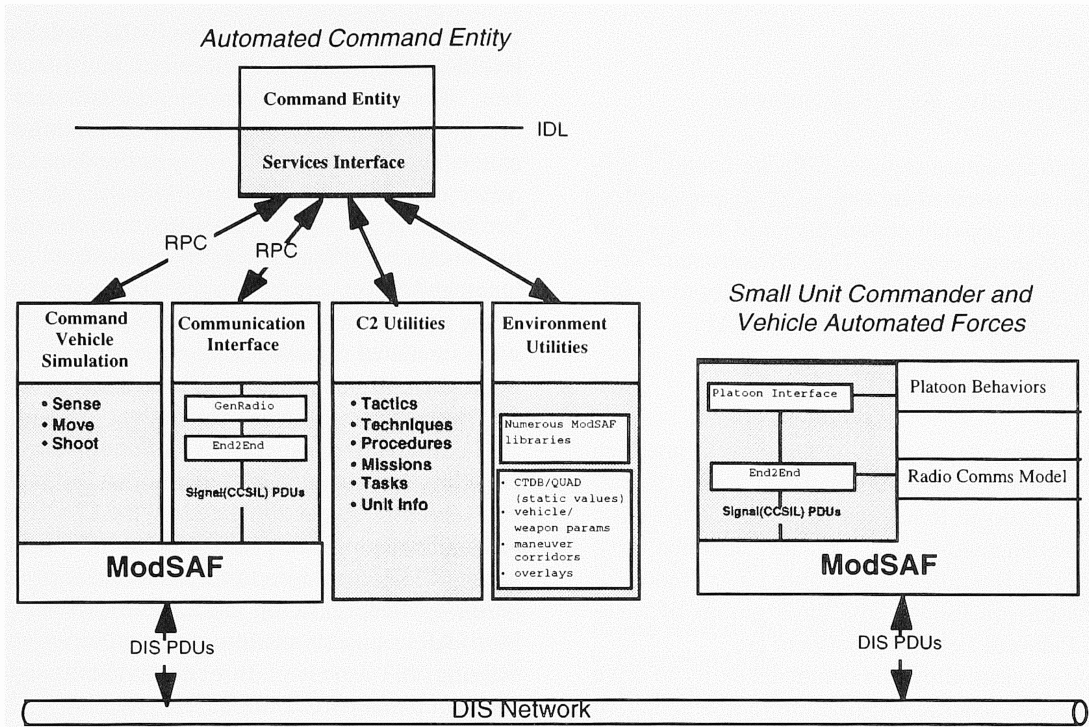 Automated Command Entity
Command Entity
IDL
Services Interface
RPC
RPC
Command
Vehicle
Simulation
• Sense
• Move
• Shoot
Communication
Interface
GenRadio
End2End
Signal(CCSIL) PDUs
ModSAF
C2 Utilities
• Tactics
• Techniques
• Procedures
• Missions
• Tasks
• Unit Info
Environment
Utilities
Numerous ModSAF
libraries
• CTDB/QUAD
(static values)
• vehicle/
weapon params
• maneuver
corridors
• overlays
Small Unit Commander and
Vehicle Automated Forces
Platoon Interface
Platoon Behaviors
End2End
Radio Comms Model
Signal(CCSIL) PDUs
ModSAF
DIS PDUs
DIS PDUs
DIS Network